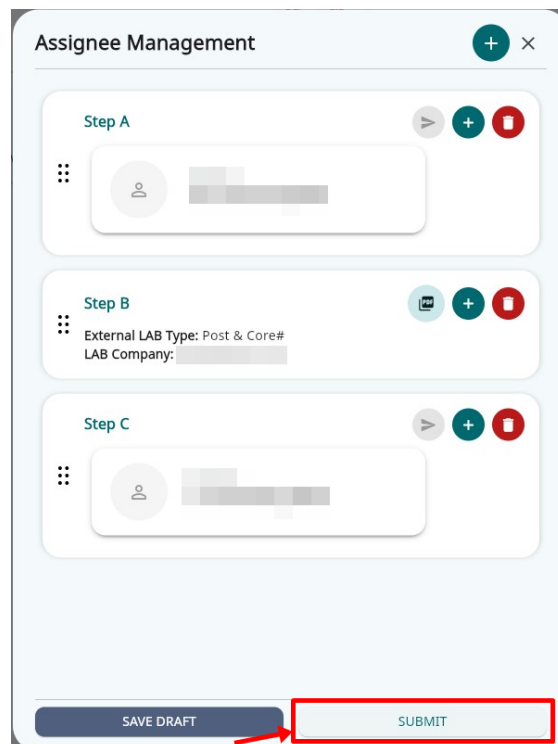 Assignee Management
Step A
Step B
External LAB Type: Post & Core#
LAB Company:
Step C
SAVE DRAFT
SUBMIT